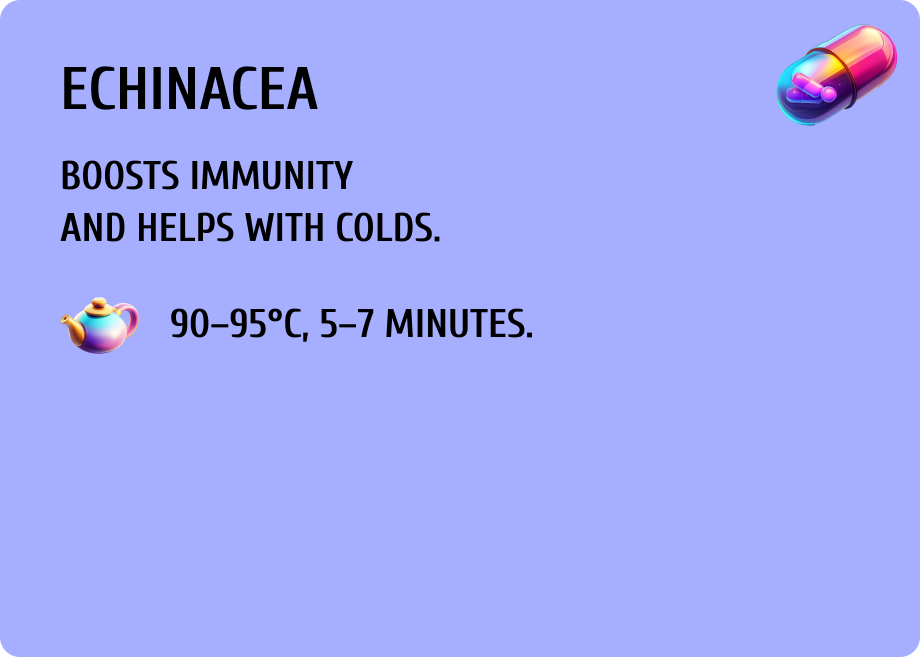 ECHINACEA
BOOSTS IMMUNITY
AND HELPS WITH COLDS.
90–95°C, 5–7 MINUTES.